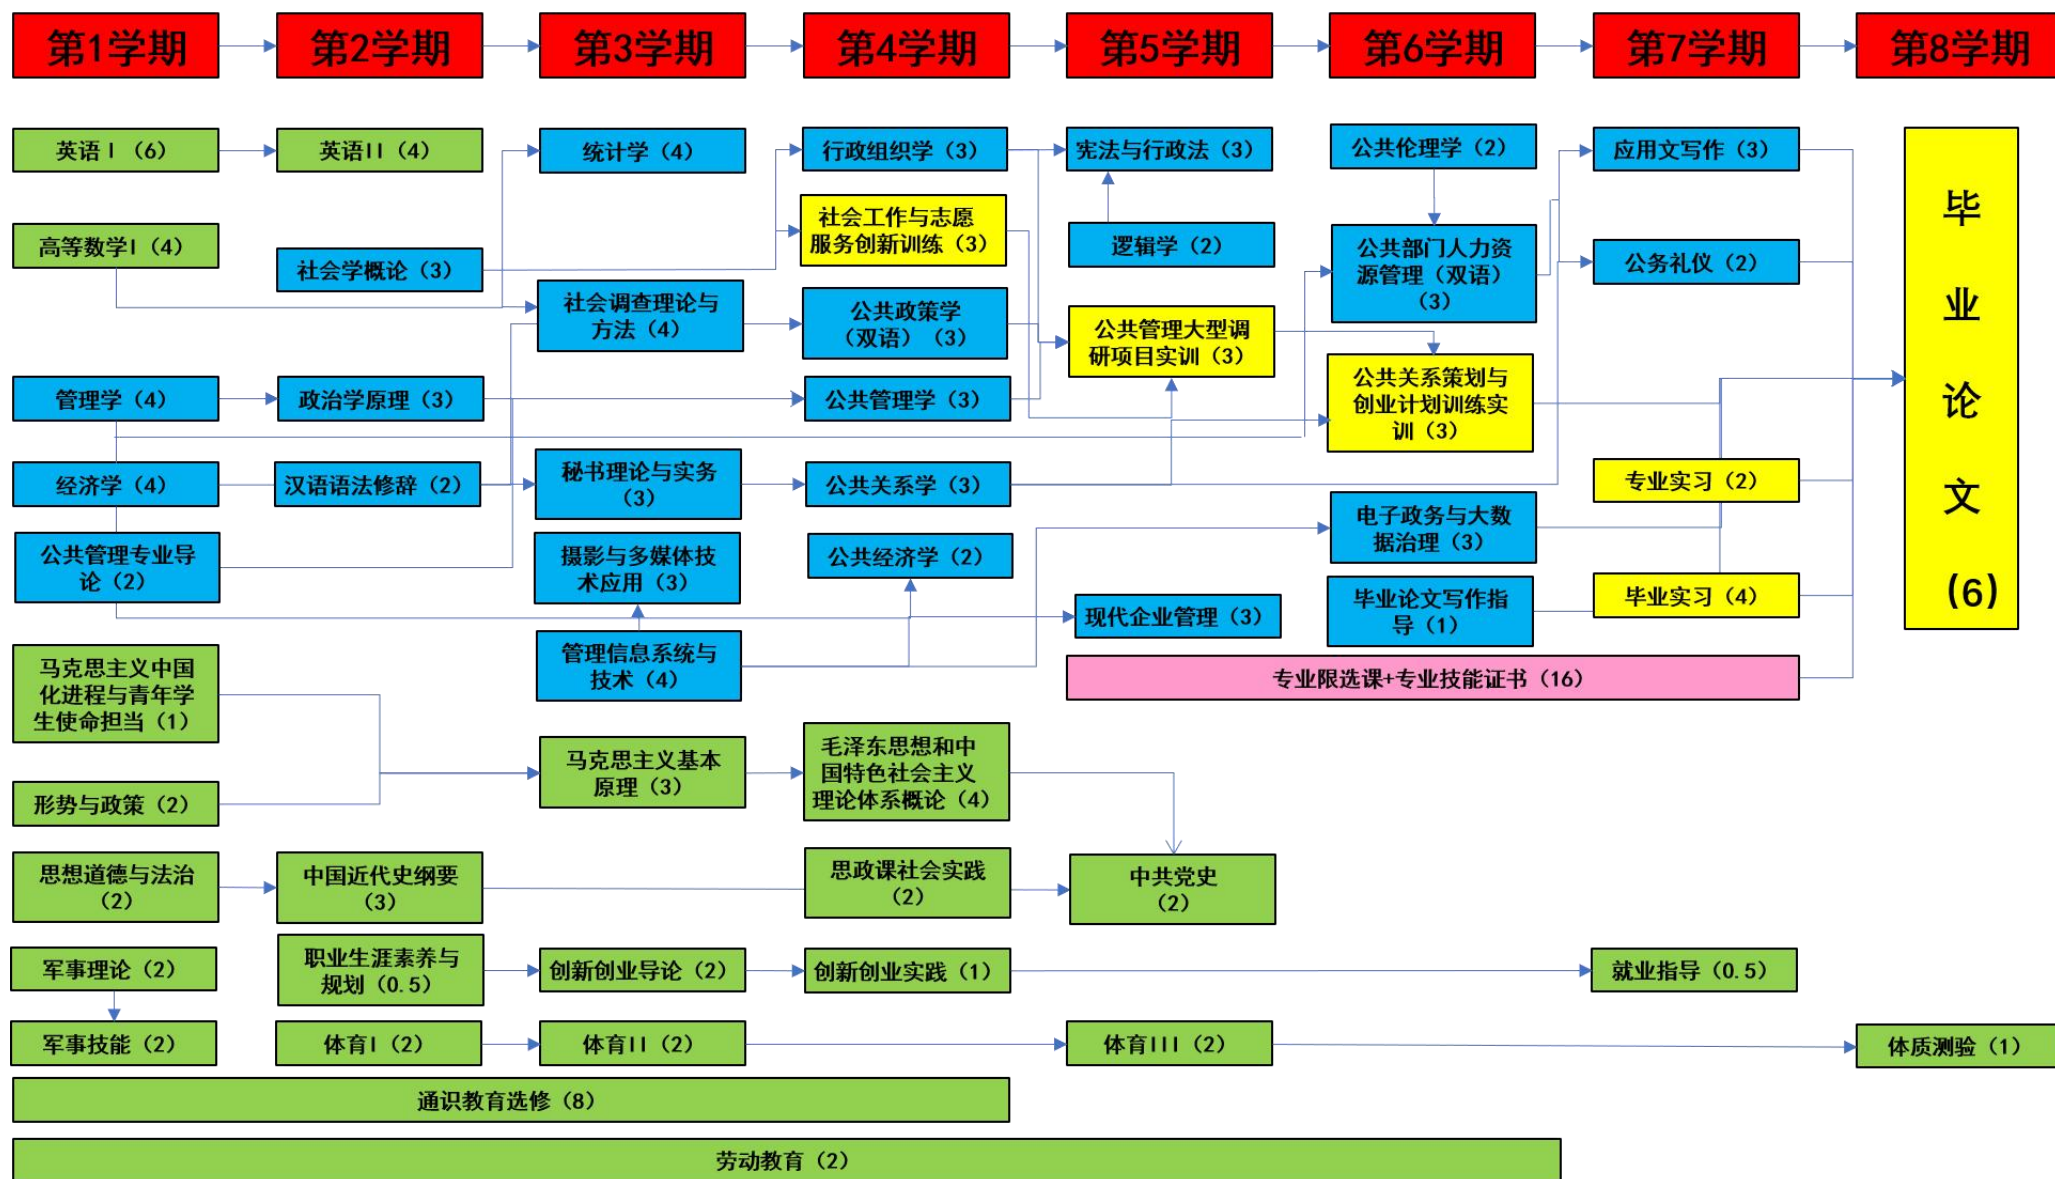 第1学期
第2学期
第3学期
第4学期
第5学期
第6学期
第7学期
第8学期
英语Ⅰ（6）
英语II（4）
统计学（4）
行政组织学（3）
宪法与行政法（3）
公共伦理学（2）
应用文写作（3）
毕
业
论
文
(6)
高等数学I（4）
社会学概论（3）
社会工作与志愿
服务创新训练（3）
逻辑学（2）
公共部门人力资
源管理（双语）
（3）
公务礼仪（2）
社会调查理论与
方法（4）
公共政策学
（双语）（3）
公共管理大型调
研项目实训（3）
管理学（4）
政治学原理（3）
公共管理学（3）
公共关系策划与
创业计划训练实
训（3）
经济学（4）
汉语语法修辞（2）
秘书理论与实务
（3）
公共关系学（3）
专业实习（2）
公共管理专业导
论（2）
摄影与多媒体技
术应用（3）
公共经济学（2）
电子政务与大数
据治理（3）
管理信息系统与
技术（4）
现代企业管理（3）
毕业论文写作指
导（1）
毕业实习（4）
专业限选课+专业技能证书（16）
马克思主义中国
化进程与青年学
生使命担当（1）
形势与政策（2）
马克思主义基本
原理（3）
毛泽东思想和中
国特色社会主义
理论体系概论（4）
思想道德与法治
（2）
中国近代史纲要
（3）
思政课社会实践
（2）
中共党史
（2）
军事理论（2）
职业生涯素养与
规划（0.5）
创新创业导论（2）
创新创业实践（1）
就业指导（0.5）
军事技能（2）
体育I（2）
体育II（2）
体育III（2）
体质测验（1）
通识教育选修（8）
劳动教育（2）